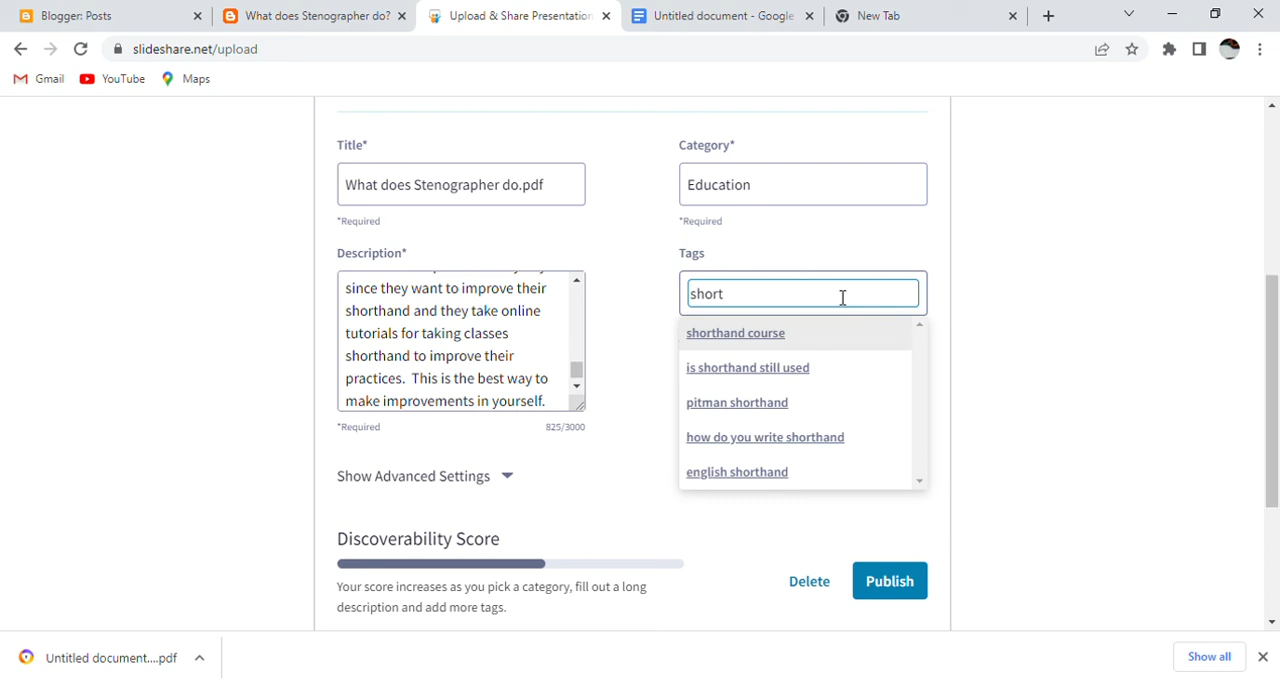 Blogger: Posts
What does Stenographer do?
Upload & Share Presentation
Untitled document - Google
New Tab
slideshare.net/upload
Gmail
YouTube
Maps
Title*
Category*
What does Stenographer do.pdf
Education
*Required
*Required
Description*
Tags
since they want to improve their
shorthand and they take online
tutorials for taking classes
shorthand to improve their
practices. This is the best way to
make improvements in yourself.
short
shorthand course
is shorthand still used
pitman shorthand
how do you write shorthand
english shorthand
*Required
825/3000
Show Advanced Settings
Discoverability Score
Your score increases as you pick a category, fill out a long
description and add more tags.
Delete
Publish
Untitled document....pdf
Show all